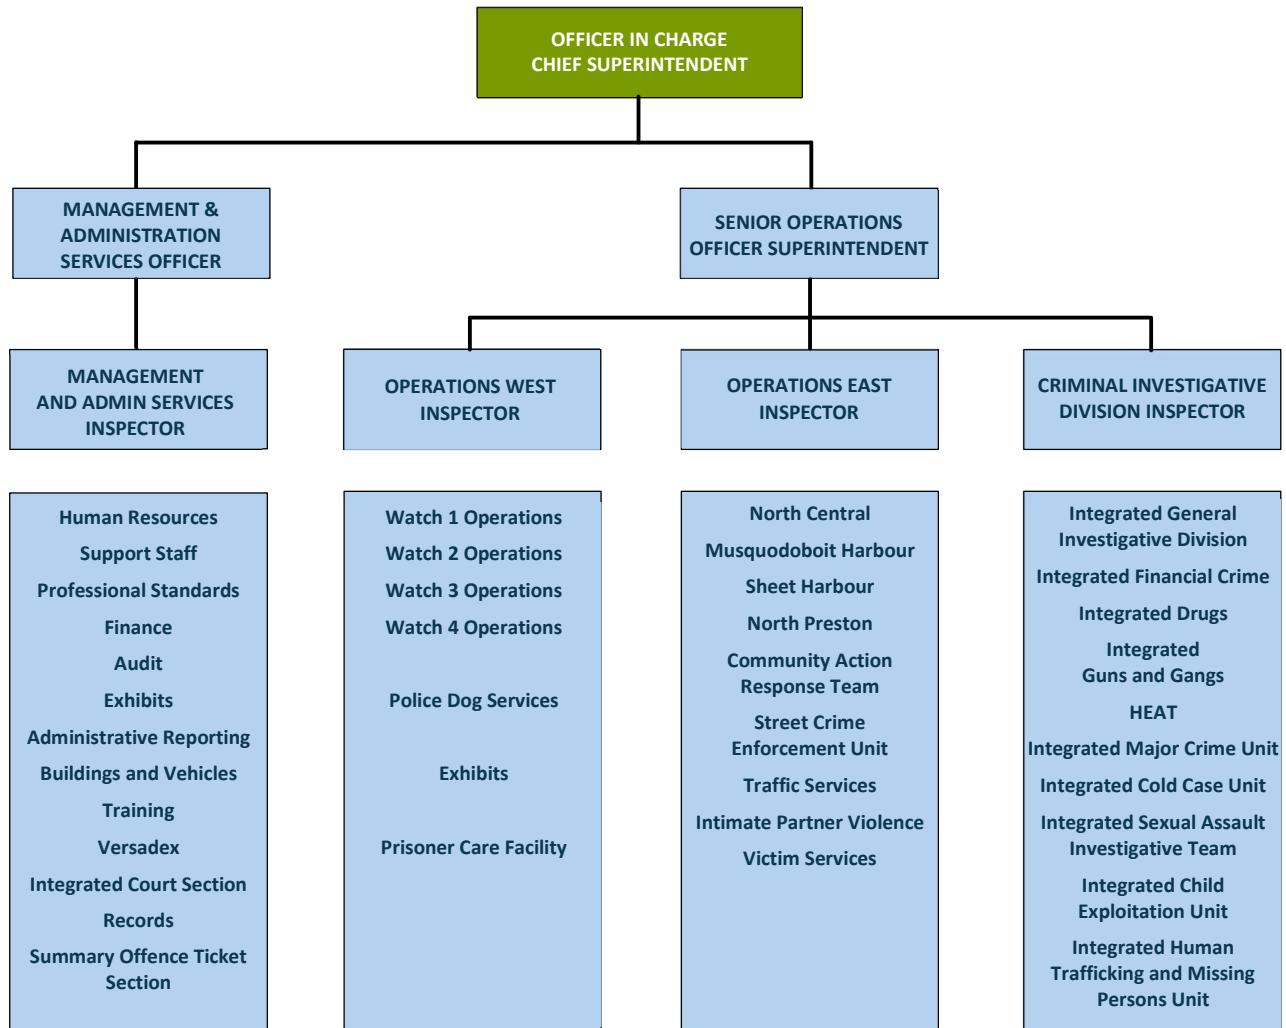 OFFICER IN CHARGE
CHIEF SUPERINTENDENT
MANAGEMENT &
ADMINISTRATION
SERVICES OFFICER
SENIOR OPERATIONS
OFFICER SUPERINTENDENT
MANAGEMENT
AND ADMIN SERVICES
INSPECTOR
OPERATIONS WEST
INSPECTOR
OPERATIONS EAST
INSPECTOR
CRIMINAL INVESTIGATIVE
DIVISION INSPECTOR
Human Resources
Support Staff
Professional Standards
Finance
Audit
Exhibits
Administrative Reporting
Buildings and Vehicles
Training
Versadex
Integrated Court Section
Records
Summary Offence Ticket
Section
Watch 1 Operations
Watch 2 Operations
Watch 3 Operations
Watch 4 Operations
Police Dog Services
Exhibits
Prisoner Care Facility
North Central
Musquodoboit Harbour
Sheet Harbour
North Preston
Community Action
Response Team
Street Crime
Enforcement Unit
Traffic Services
Intimate Partner Violence
Victim Services
Integrated General
Investigative Division
Integrated Financial Crime
Integrated Drugs
Integrated
Guns and Gangs
HEAT
Integrated Major Crime Unit
Integrated Cold Case Unit
Integrated Sexual Assault
Investigative Team
Integrated Child
Exploitation Unit
Integrated Human
Trafficking and Missing
Persons Unit